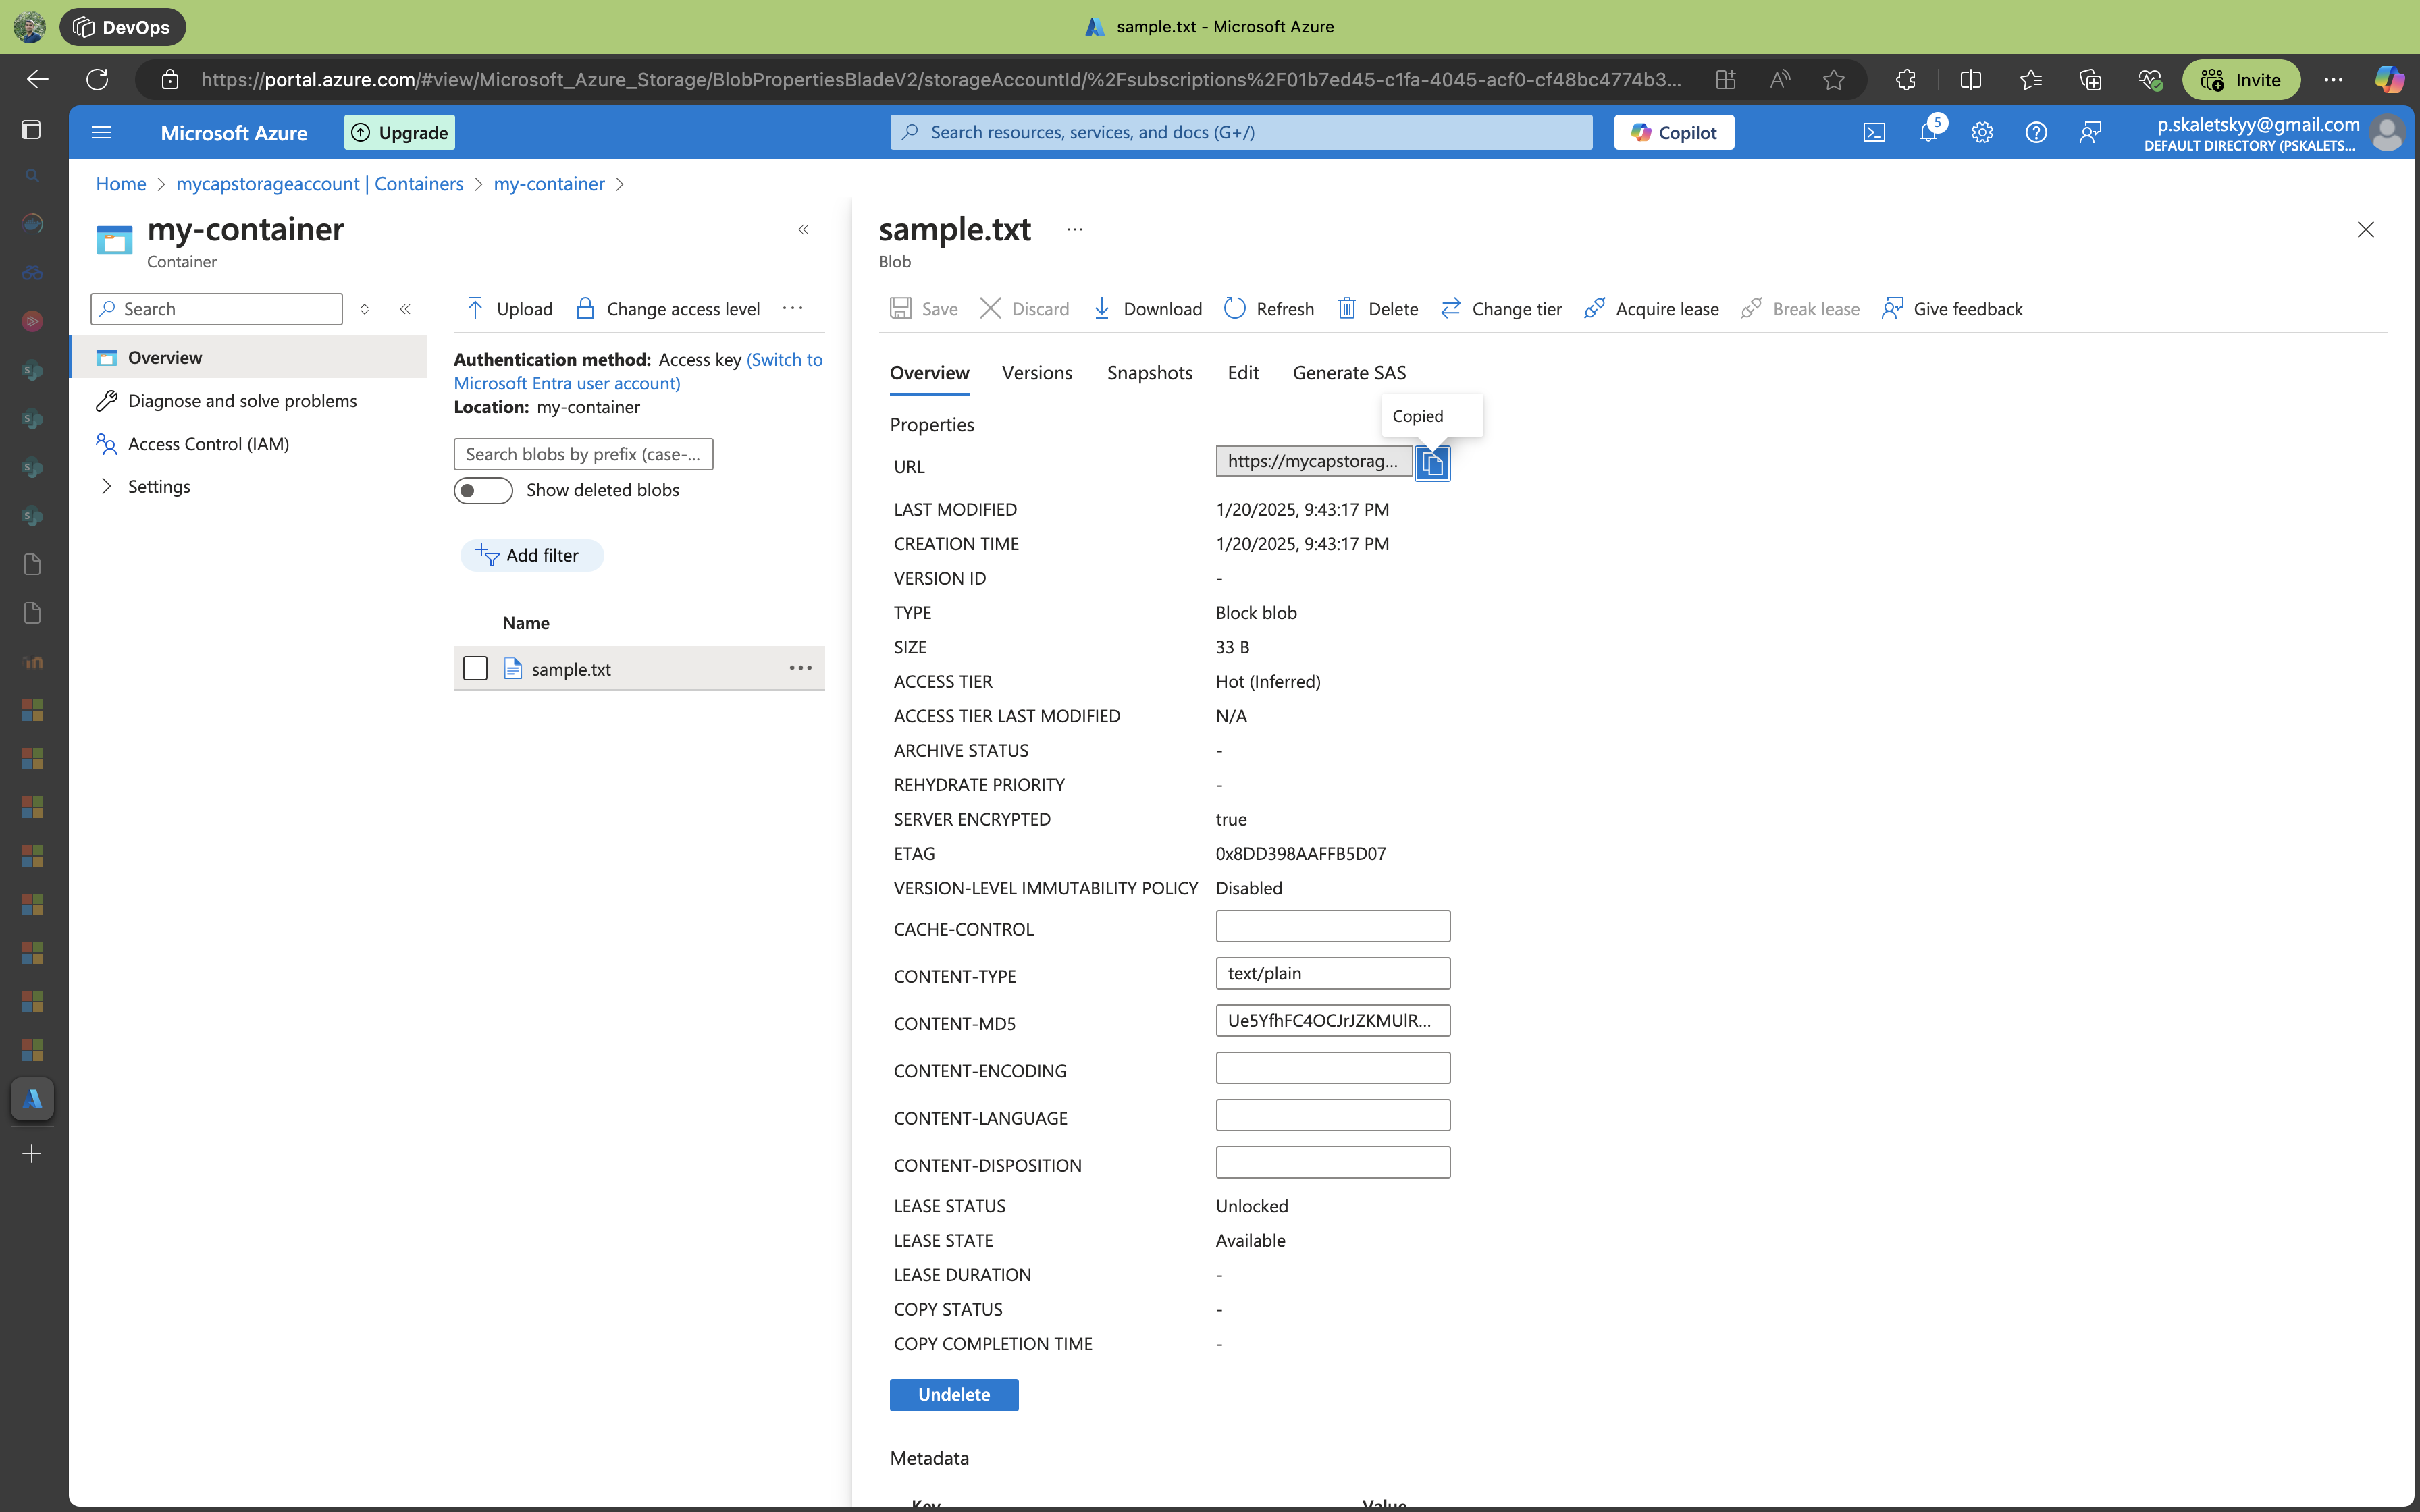 DevOps
sample.txt - Microsoft Azure
https://portal.azure.com/#view/Microsoft_Azure_Storage/BlobPropertiesBladeV2/storageAccountId/%2Fsubscriptions%2F01b7ed45-c1fa-4045-acf0-cf48bc4774b3...
Invite
Microsoft Azure
Upgrade
Search resources, services, and docs (G+/)
Copilot
5
p.skaletskyy@gmail.com
DEFAULT DIRECTORY (PSKALETS...
Home > mycapstorageaccount | Containers > my-container >
my-container
Container
Search
Overview
Diagnose and solve problems
Access Control (IAM)
Settings
Upload
Change access level
Authentication method: Access key (Switch to
Microsoft Entra user account)
Location: my-container
Search blobs by prefix (case-...
Show deleted blobs
Add filter
Name
sample.txt
sample.txt
Blob
Save
Discard
Download
Refresh
Delete
Change tier
Acquire lease
Break lease
Give feedback
Overview
Versions
Snapshots
Edit
Generate SAS
Copied
Properties
URL https://mycapstorag...
LAST MODIFIED 1/20/2025, 9:43:17 PM
CREATION TIME 1/20/2025, 9:43:17 PM
VERSION ID -
TYPE Block blob
SIZE 33 B
ACCESS TIER Hot (Inferred)
ACCESS TIER LAST MODIFIED N/A
ARCHIVE STATUS -
REHYDRATE PRIORITY -
SERVER ENCRYPTED true
ETAG 0x8DD398AAFFB5D07
VERSION-LEVEL IMMUTABILITY POLICY Disabled
CACHE-CONTROL
CONTENT-TYPE text/plain
CONTENT-MD5 Ue5YfhFC4OCJrJZKMUlR...
CONTENT-ENCODING
CONTENT-LANGUAGE
CONTENT-DISPOSITION
LEASE STATUS Unlocked
LEASE STATE Available
LEASE DURATION -
COPY STATUS -
COPY COMPLETION TIME -
Undelete
Metadata
Key Value